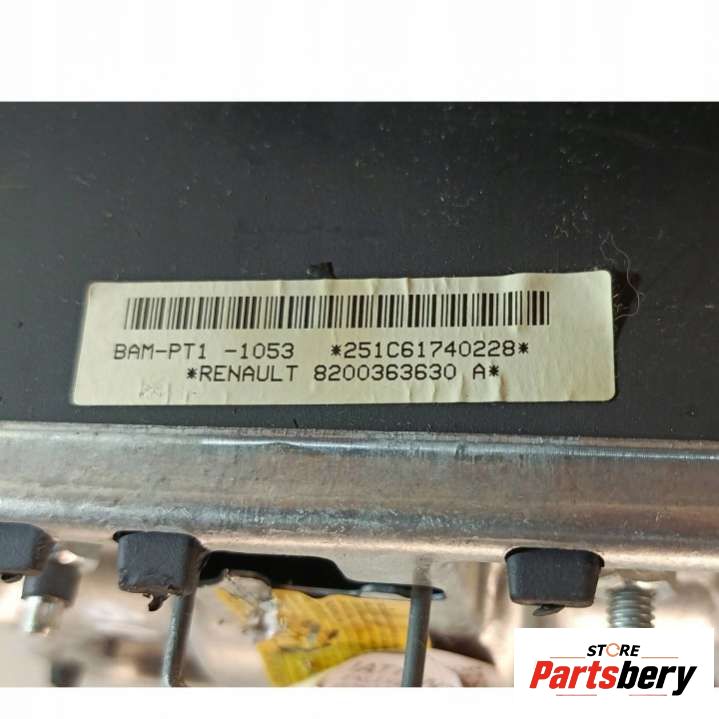 BAM-PT1 -1053 *251C61740228*
*RENAULT 8200363630 A*
STORE
Partsbery